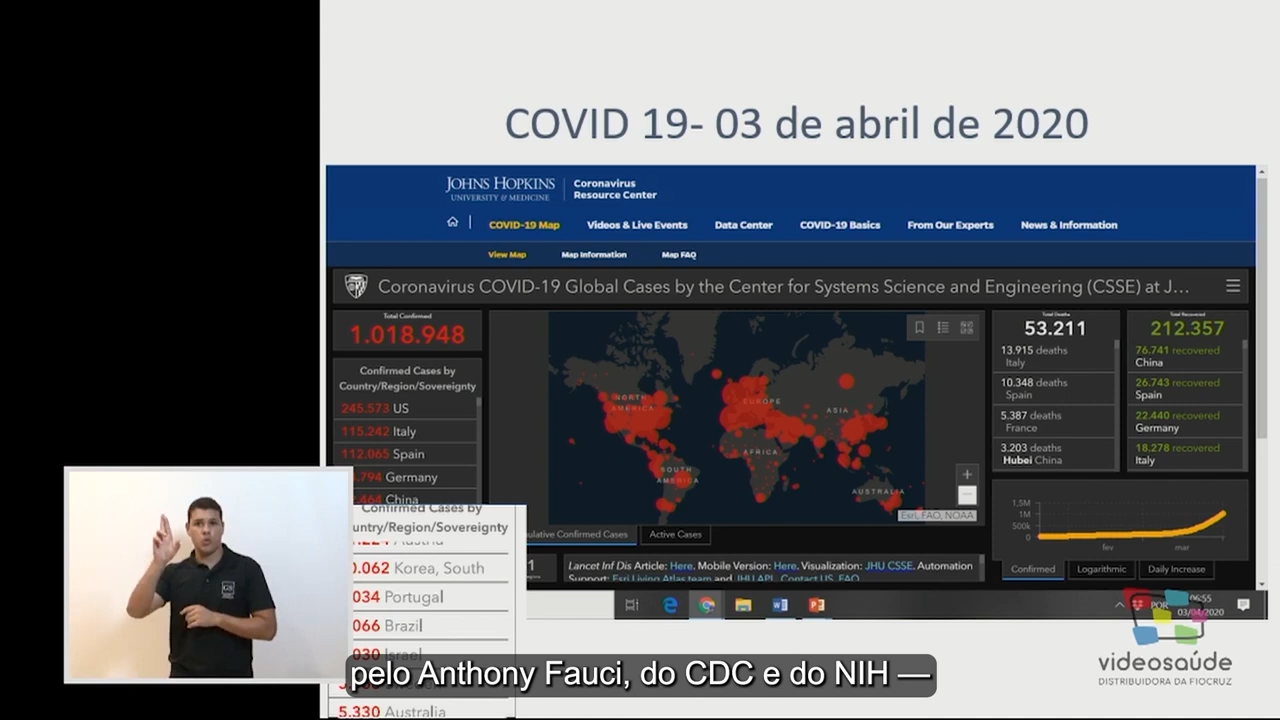 COVID 19- 03 de abril de 2020
JOHNS HOPKINS
UNIVERSITY & MEDICINE
Coronavirus
Resource Center
COVID-19 Map
Videos & Live Events
Data Center
COVID-19 Basics
From Our Experts
News & Information
View Map
Map Information
Map FAQ
Coronavirus COVID-19 Global Cases by the Center for Systems Science and Engineering (CSSE) at J...
Total Confirmed
1.018.948
Confirmed Cases by
Country/Region/Sovereignty
245.573 US
115.242 Italy
112.065 Spain
.794 Germany
.464 China
NORTH
AMERICA
EUROPE
ASIA
AFRICA
SOUTH
AMERICA
AUSTRALIA
Esri, FAO, NOAA
ulative Confirmed Cases
Active Cases
Total Deaths
53.211
13.915 deaths
Italy
10.348 deaths
Spain
5.387 deaths
France
3.203 deaths
Hubei China
Total Recovered
212.357
76.741 recovered
China
26.743 recovered
Spain
22.440 recovered
Germany
18.278 recovered
Italy
1,5M
1M
500k
0
fev
mar
Confirmed
Logarithmic
Daily Increase
1
Lancet Inf Dis Article: Here. Mobile Version: Here. Visualization: JHU CSSE. Automation
Support: Esri Living Atlas team and JHU APL. Contact US. FAQ.
Confirmed Cases by
untry/Region/Sovereignty
Austria
0.062 Korea, South
034 Portugal
066 Brazil
030 Israel
5.330 Australia
POR
06:55
03/04/2020
GS
videosaúde
DISTRIBUIDORA DA FIOCRUZ
pelo Anthony Fauci, do CDC e do NIH —